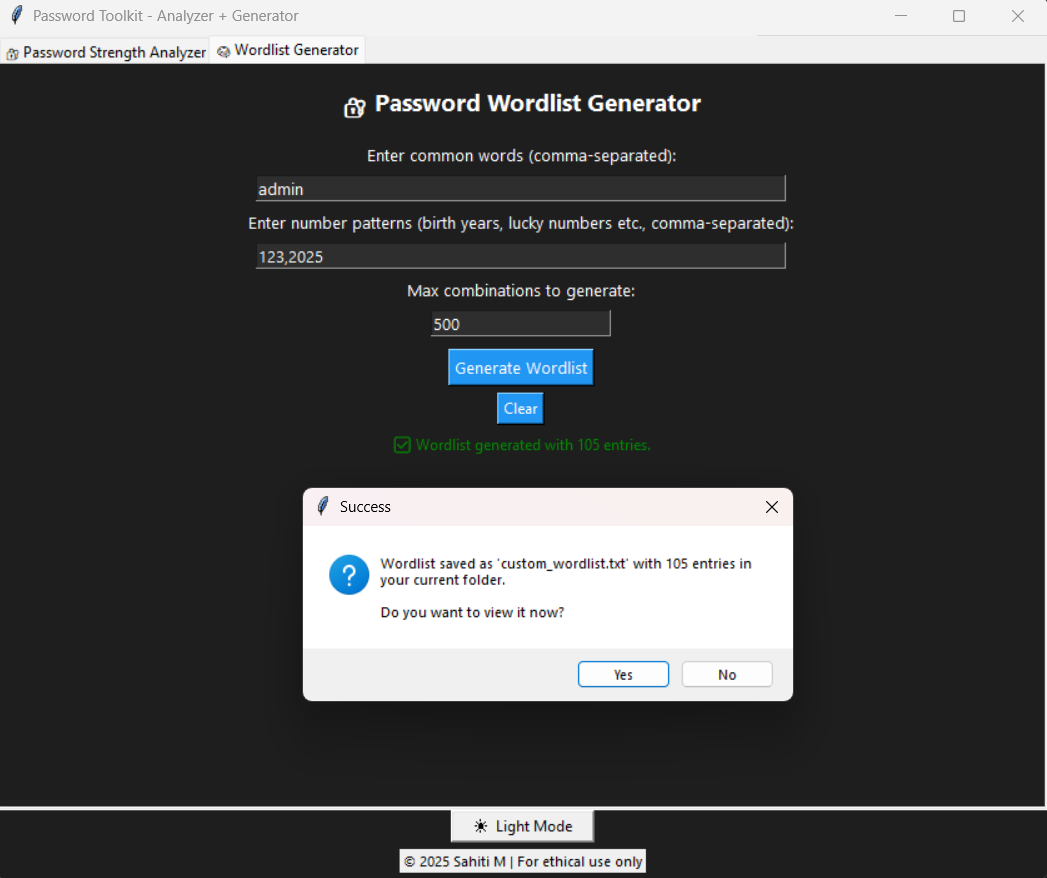 Password Toolkit - Analyzer + Generator
Password Strength Analyzer
Wordlist Generator
Password Wordlist Generator
Enter common words (comma-separated):
admin
Enter number patterns (birth years, lucky numbers etc., comma-separated):
123,2025
Max combinations to generate:
500
Generate Wordlist
Clear
Wordlist generated with 105 entries.
Success
Wordlist saved as 'custom_wordlist.txt' with 105 entries in
your current folder.
Do you want to view it now?
Yes
No
Light Mode
© 2025 Sahiti M | For ethical use only